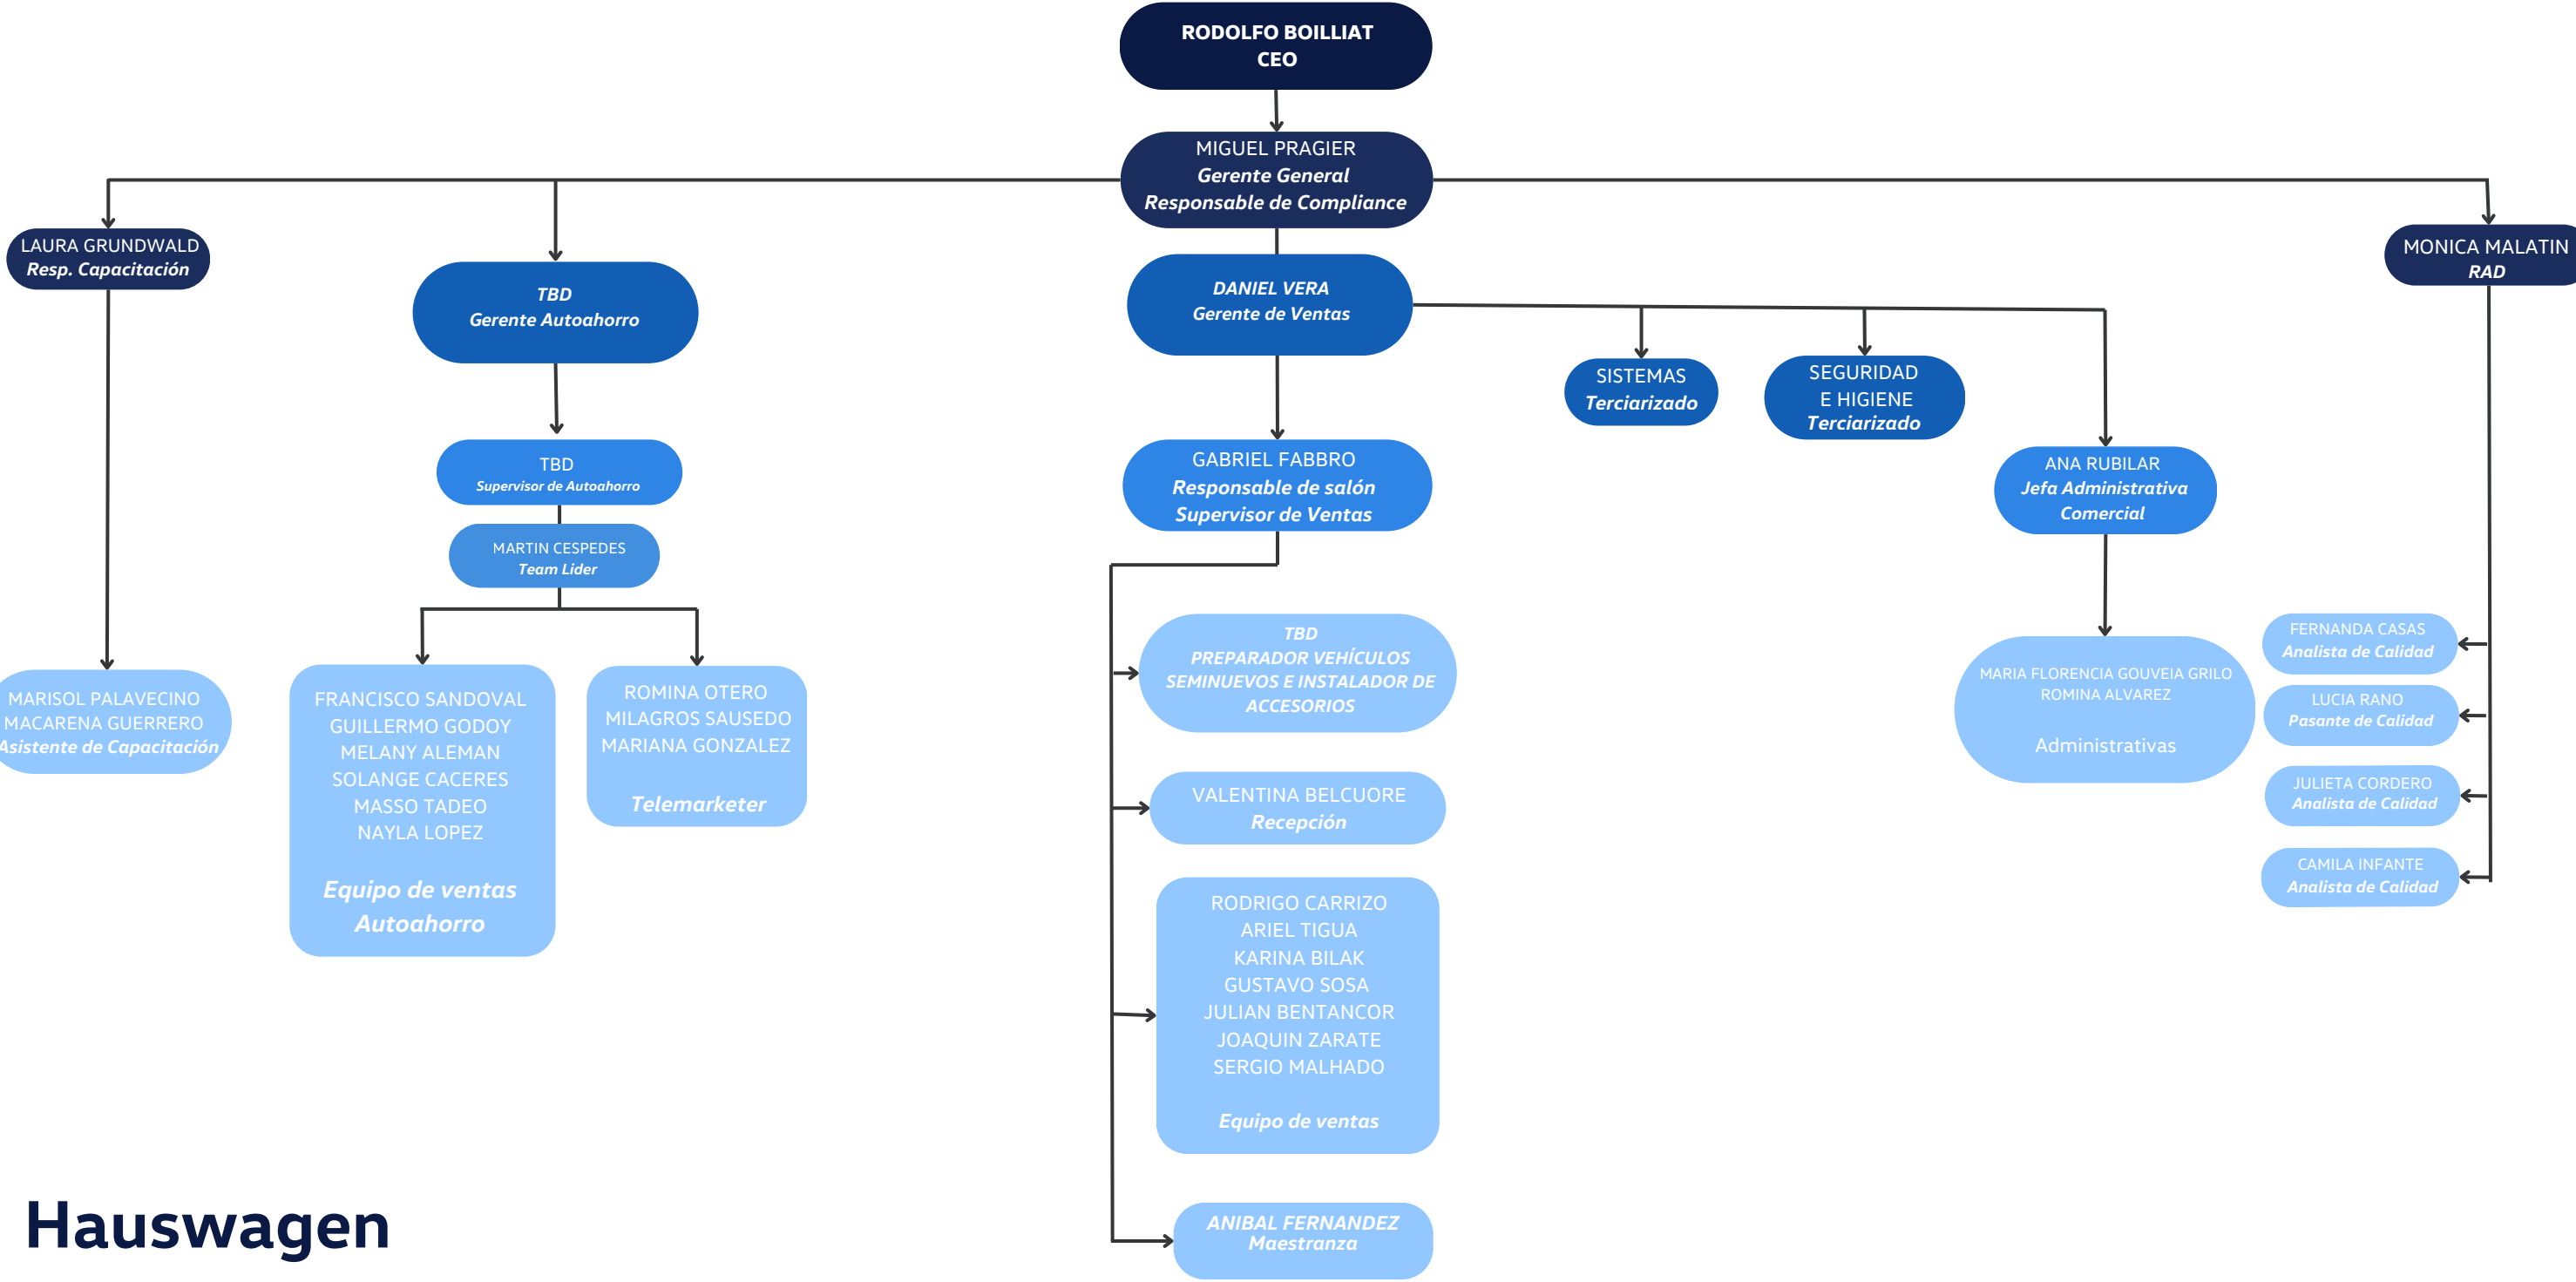 RODOLFO BOILLIAT
CEO
MIGUEL PRAGIER
Gerente General
Responsable de Compliance
LAURA GRUNDWALD
Resp. Capacitación
TBD
Gerente Autoahorro
DANIEL VERA
Gerente de Ventas
MONICA MALATIN
RAD
SISTEMAS
Terciarizado
SEGURIDAD
E HIGIENE
Terciarizado
TBD
Supervisor de Autoahorro
GABRIEL FABBRO
Responsable de salón
Supervisor de Ventas
ANA RUBILAR
Jefa Administrativa
Comercial
MARTIN CESPEDES
Team Lider
MARISOL PALAVECINO
MACARENA GUERRERO
Asistente de Capacitación
FRANCISCO SANDOVAL
GUILLERMO GODOY
MELANY ALEMAN
SOLANGE CACERES
MASSO TADEO
NAYLA LOPEZ
Equipo de ventas
Autoahorro
ROMINA OTERO
MILAGROS SAUSEDO
MARIANA GONZALEZ
Telemarketer
TBD
PREPARADOR VEHÍCULOS
SEMINUEVOS E INSTALADOR DE
ACCESORIOS
VALENTINA BELCUORE
Recepción
RODRIGO CARRIZO
ARIEL TIGUA
KARINA BILAK
GUSTAVO SOSA
JULIAN BENTANCOR
JOAQUIN ZARATE
SERGIO MALHADO
Equipo de ventas
ANIBAL FERNANDEZ
Maestranza
MARIA FLORENCIA GOUVEIA GRILO
ROMINA ALVAREZ
Administrativas
FERNANDA CASAS
Analista de Calidad
LUCIA RANO
Pasante de Calidad
JULIETA CORDERO
Analista de Calidad
CAMILA INFANTE
Analista de Calidad
Hauswagen